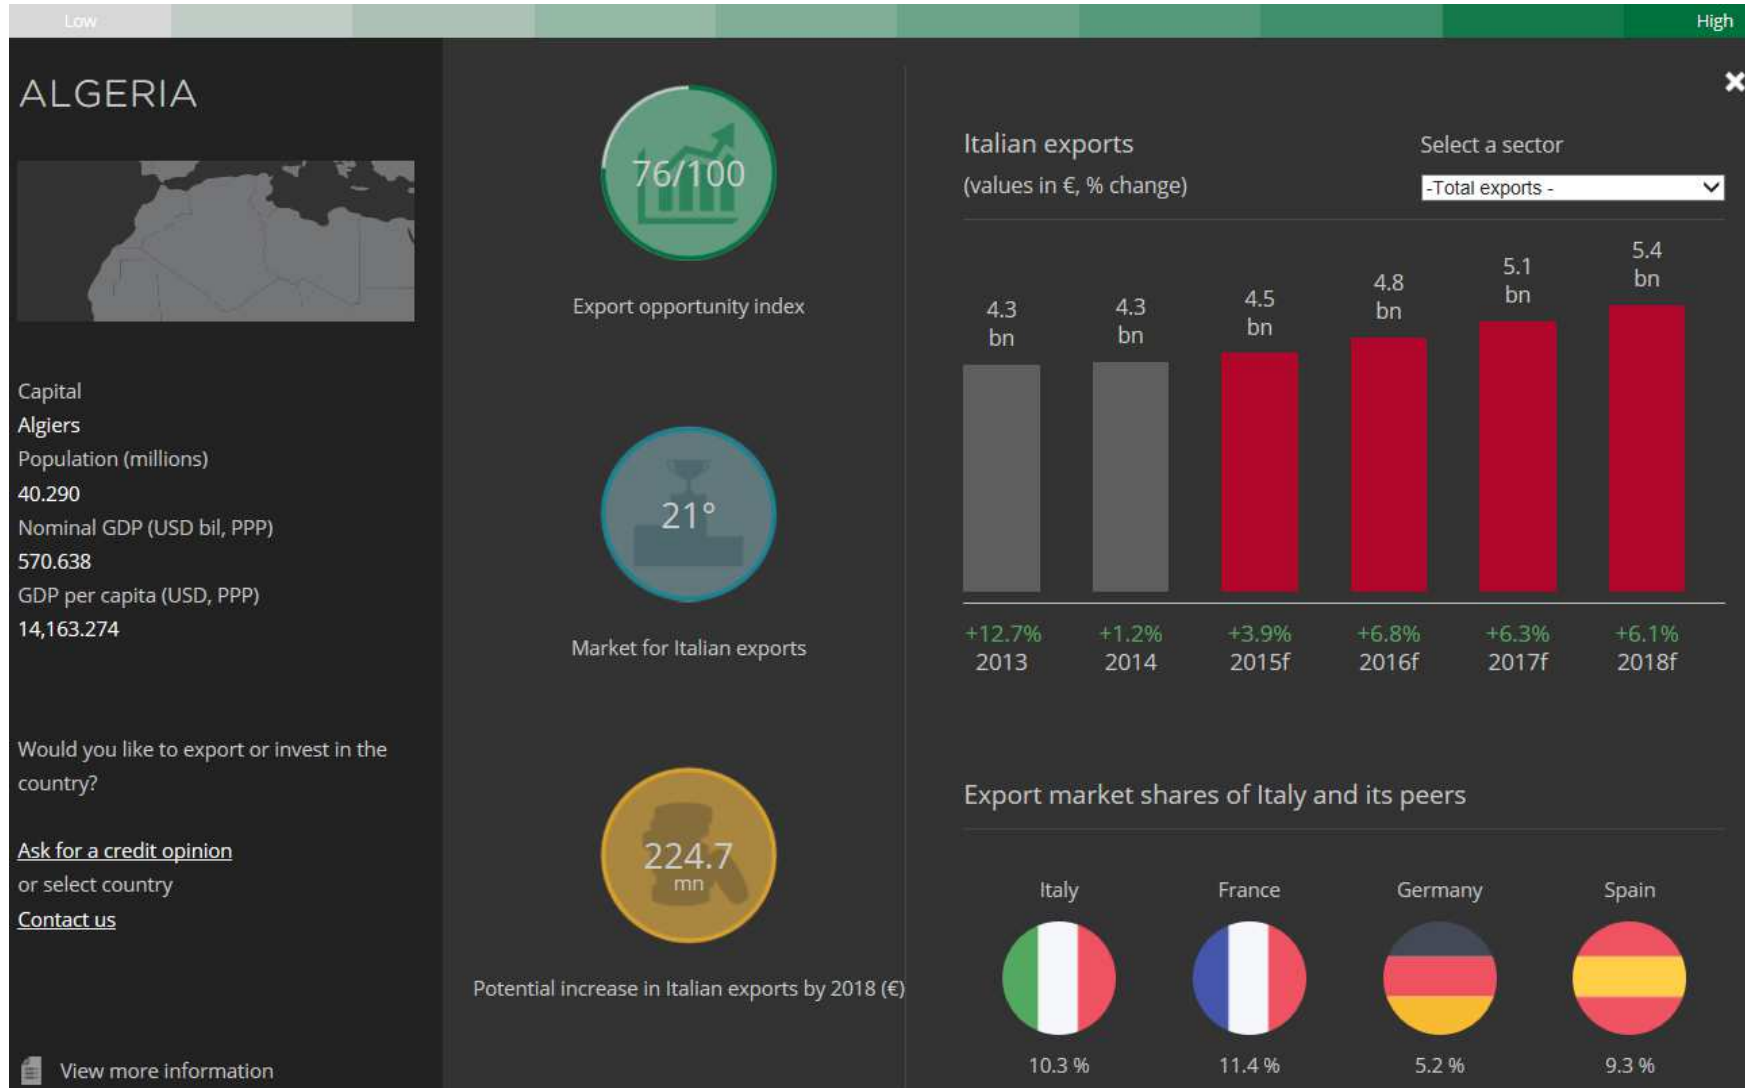 Low
High
ALGERIA
Capital
Algiers
Population (millions)
40.290
Nominal GDP (USD bil, PPP)
570.638
GDP per capita (USD, PPP)
14,163.274
Would you like to export or invest in the
country?
Ask for a credit opinion
or select country
Contact us
View more information
76/100
Export opportunity index
21°
Market for Italian exports
224.7
mn
Potential increase in Italian exports by 2018 (€)
Italian exports
(values in €, % change)
Select a sector
-Total exports -
4.3
bn
4.3
bn
4.5
bn
4.8
bn
5.1
bn
5.4
bn
+12.7% +1.2% +3.9% +6.8% +6.3% +6.1%
2013 2014 2015f 2016f 2017f 2018f
Export market shares of Italy and its peers
Italy France Germany Spain
10.3 % 11.4 % 5.2 % 9.3 %